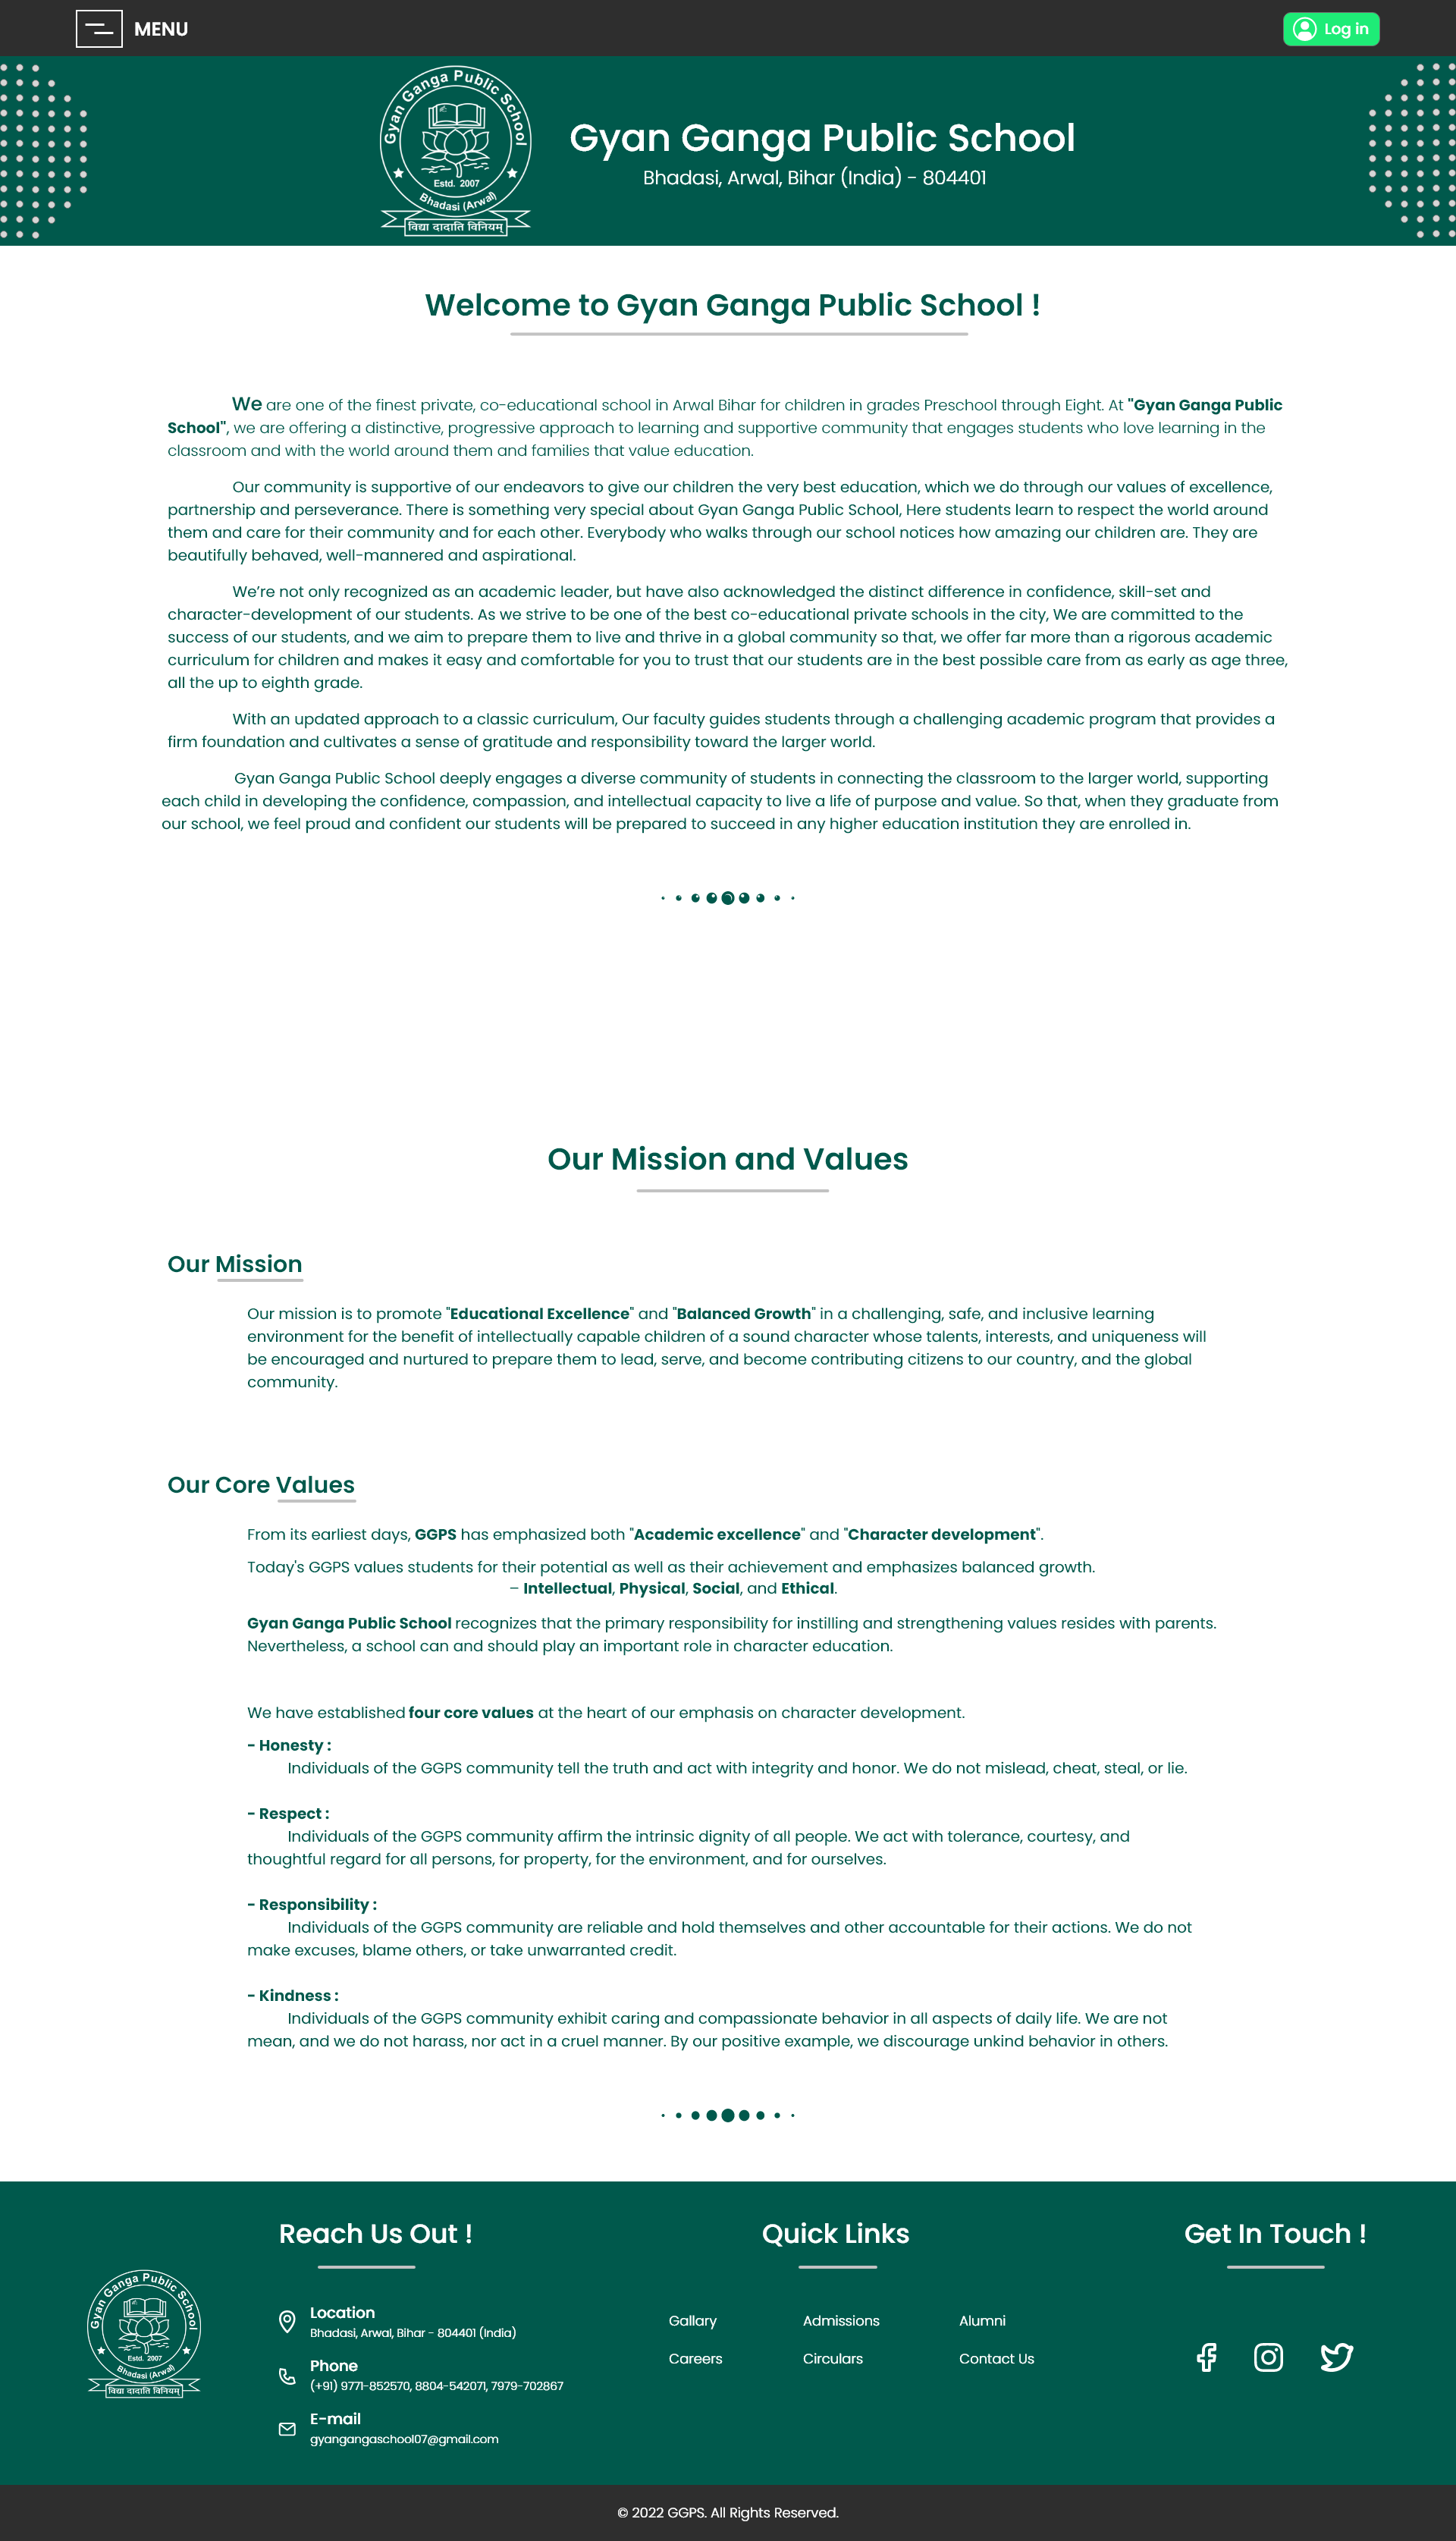 MENU
Log in
Gyan Ganga Public School
Estd. 2007
Bhadasi (Arwal)
विद्या दादाति विनियम्
Gyan Ganga Public School
Bhadasi, Arwal, Bihar (India) - 804401
Welcome to Gyan Ganga Public School !
We are one of the finest private, co-educational school in Arwal Bihar for children in grades Preschool through Eight. At "Gyan Ganga Public
School", we are offering a distinctive, progressive approach to learning and supportive community that engages students who love learning in the
classroom and with the world around them and families that value education.
Our community is supportive of our endeavors to give our children the very best education, which we do through our values of excellence,
partnership and perseverance. There is something very special about Gyan Ganga Public School, Here students learn to respect the world around
them and care for their community and for each other. Everybody who walks through our school notices how amazing our children are. They are
beautifully behaved, well-mannered and aspirational.
We’re not only recognized as an academic leader, but have also acknowledged the distinct difference in confidence, skill-set and
character-development of our students. As we strive to be one of the best co-educational private schools in the city, We are committed to the
success of our students, and we aim to prepare them to live and thrive in a global community so that, we offer far more than a rigorous academic
curriculum for children and makes it easy and comfortable for you to trust that our students are in the best possible care from as early as age three,
all the up to eighth grade.
With an updated approach to a classic curriculum, Our faculty guides students through a challenging academic program that provides a
firm foundation and cultivates a sense of gratitude and responsibility toward the larger world.
Gyan Ganga Public School deeply engages a diverse community of students in connecting the classroom to the larger world, supporting
each child in developing the confidence, compassion, and intellectual capacity to live a life of purpose and value. So that, when they graduate from
our school, we feel proud and confident our students will be prepared to succeed in any higher education institution they are enrolled in.
Our Mission and Values
Our Mission
Our mission is to promote "Educational Excellence" and "Balanced Growth" in a challenging, safe, and inclusive learning
environment for the benefit of intellectually capable children of a sound character whose talents, interests, and uniqueness will
be encouraged and nurtured to prepare them to lead, serve, and become contributing citizens to our country, and the global
community.
Our Core Values
From its earliest days, GGPS has emphasized both "Academic excellence" and "Character development".
Today's GGPS values students for their potential as well as their achievement and emphasizes balanced growth.
– Intellectual, Physical, Social, and Ethical.
Gyan Ganga Public School recognizes that the primary responsibility for instilling and strengthening values resides with parents.
Nevertheless, a school can and should play an important role in character education.
We have established four core values at the heart of our emphasis on character development.
- Honesty :
Individuals of the GGPS community tell the truth and act with integrity and honor. We do not mislead, cheat, steal, or lie.
- Respect :
Individuals of the GGPS community affirm the intrinsic dignity of all people. We act with tolerance, courtesy, and
thoughtful regard for all persons, for property, for the environment, and for ourselves.
- Responsibility :
Individuals of the GGPS community are reliable and hold themselves and other accountable for their actions. We do not
make excuses, blame others, or take unwarranted credit.
- Kindness :
Individuals of the GGPS community exhibit caring and compassionate behavior in all aspects of daily life. We are not
mean, and we do not harass, nor act in a cruel manner. By our positive example, we discourage unkind behavior in others.
Gyan Ganga Public School
Estd. 2007
Bhadasi (Arwal)
विद्या दादाति विनियम्
Reach Us Out !
Location
Bhadasi, Arwal, Bihar - 804401 (India)
Phone
(+91) 9771-852570, 8804-542071, 7979-702867
E-mail
gyangangaschool07@gmail.com
Quick Links
Gallary
Admissions
Alumni
Careers
Circulars
Contact Us
Get In Touch !
© 2022 GGPS. All Rights Reserved.